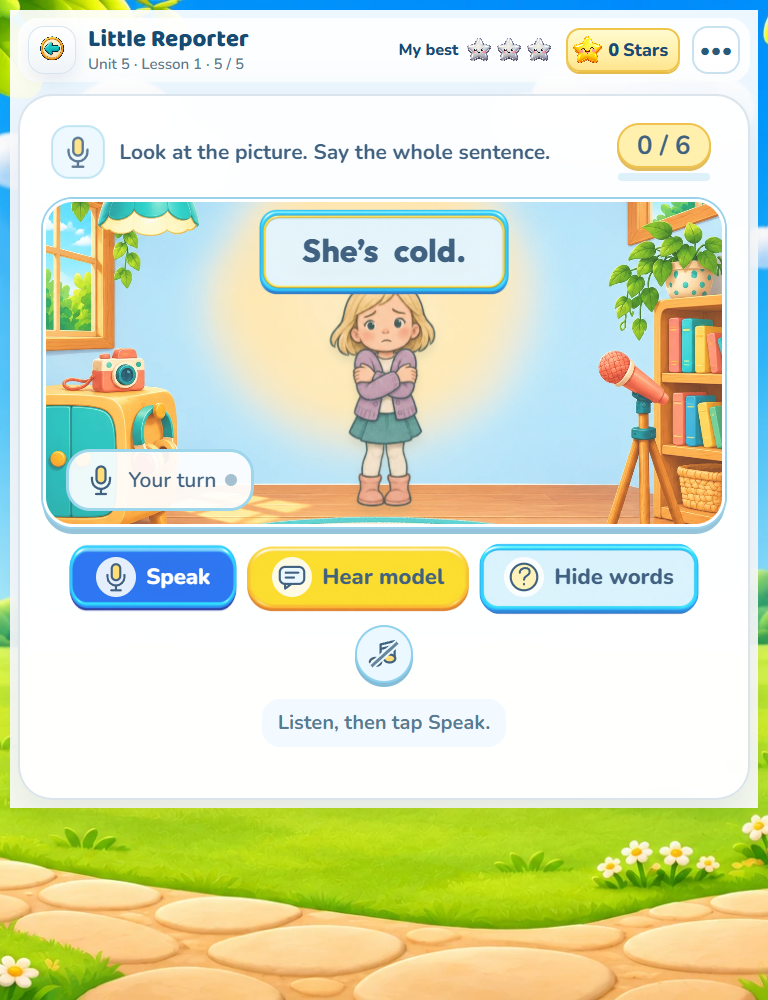 Little Reporter
Unit 5 · Lesson 1 · 5 / 5
My best
0 Stars
Look at the picture. Say the whole sentence.
0 / 6
She’s cold.
Your turn
Speak
Hear model
Hide words
Listen, then tap Speak.